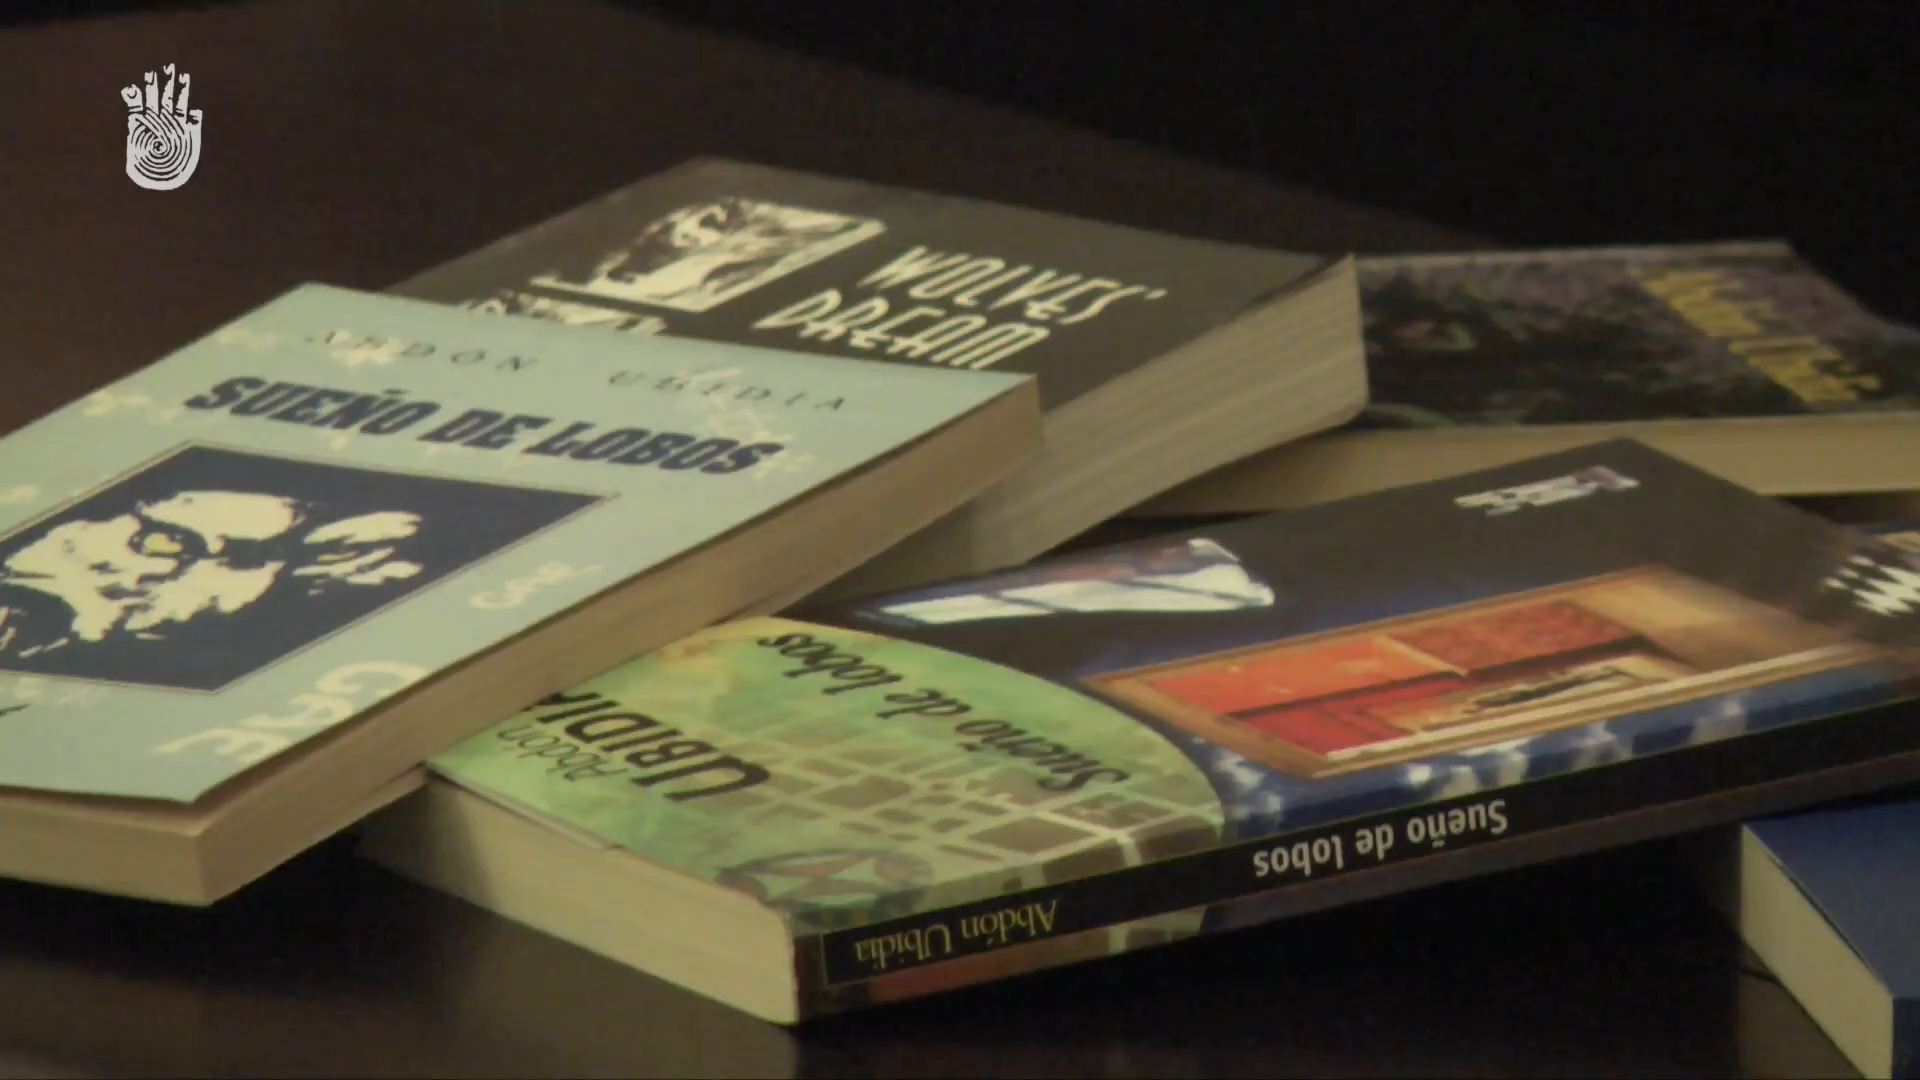 WOLVES'
DREAM
ABDÓN UBIDIA
SUEÑO DE LOBOS
Sueño de lobos
Abdón
UBIDIA
Sueño de lobos
Abdón Ubidia